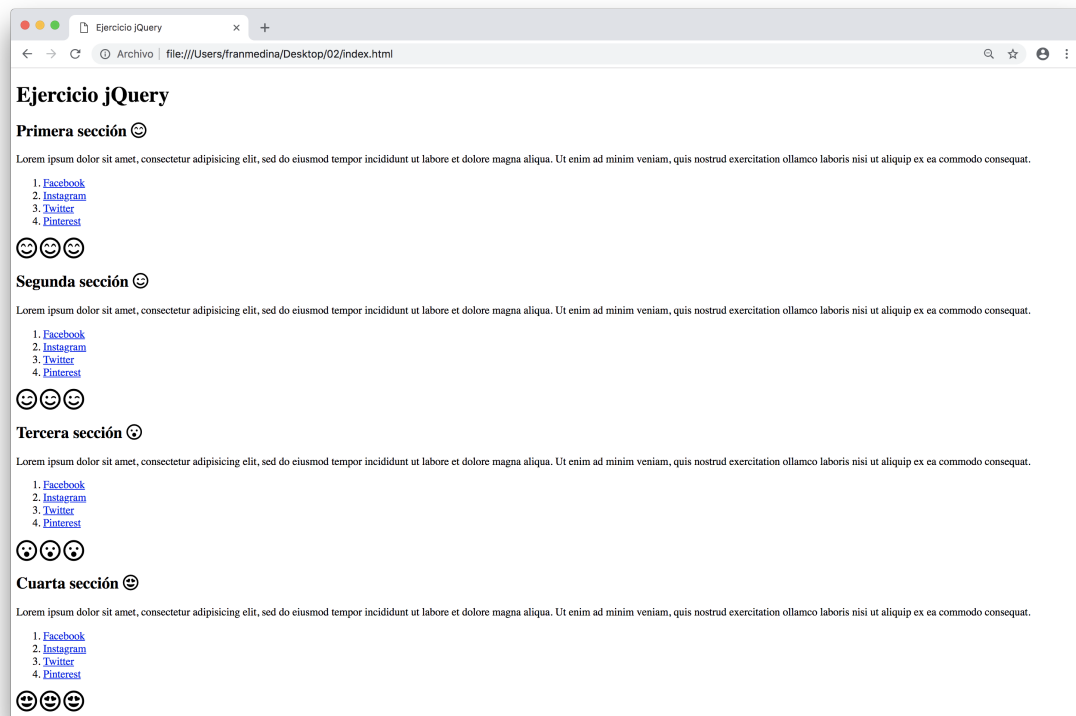 Ejercicio jQuery
Archivo file:///Users/franmedina/Desktop/02/index.html
Ejercicio jQuery
Primera sección 😊
Lorem ipsum dolor sit amet, consectetur adipisicing elit, sed do eiusmod tempor incididunt ut labore et dolore magna aliqua. Ut enim ad minim veniam, quis nostrud exercitation ollamco laboris nisi ut aliquip ex ea commodo consequat.
1. Facebook
2. Instagram
3. Twitter
4. Pinterest
Segunda sección 😉
Lorem ipsum dolor sit amet, consectetur adipisicing elit, sed do eiusmod tempor incididunt ut labore et dolore magna aliqua. Ut enim ad minim veniam, quis nostrud exercitation ollamco laboris nisi ut aliquip ex ea commodo consequat.
1. Facebook
2. Instagram
3. Twitter
4. Pinterest
Tercera sección 😮
Lorem ipsum dolor sit amet, consectetur adipisicing elit, sed do eiusmod tempor incididunt ut labore et dolore magna aliqua. Ut enim ad minim veniam, quis nostrud exercitation ollamco laboris nisi ut aliquip ex ea commodo consequat.
1. Facebook
2. Instagram
3. Twitter
4. Pinterest
Cuarta sección 😍
Lorem ipsum dolor sit amet, consectetur adipisicing elit, sed do eiusmod tempor incididunt ut labore et dolore magna aliqua. Ut enim ad minim veniam, quis nostrud exercitation ollamco laboris nisi ut aliquip ex ea commodo consequat.
1. Facebook
2. Instagram
3. Twitter
4. Pinterest